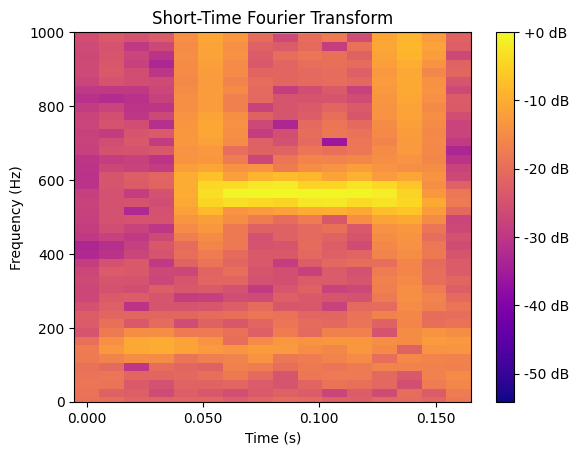 Short-Time Fourier Transform
Frequency (Hz)
1000
800
600
400
200
0
0.000
0.050
0.100
0.150
Time (s)
+0 dB
-10 dB
-20 dB
-30 dB
-40 dB
-50 dB